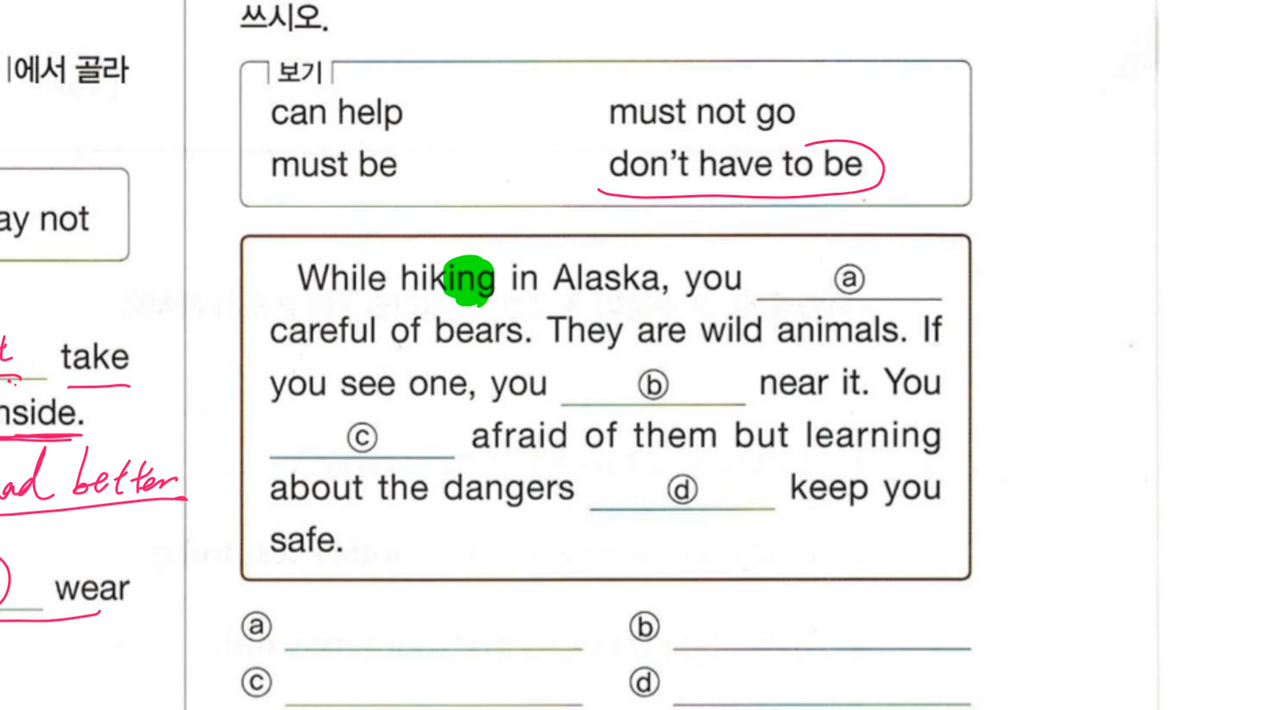 쓰시오.
에서 골라
보기
can help must not go
must be don't have to be
ay not
While hiking in Alaska, you ⓐ
careful of bears. They are wild animals. If
you see one, you ⓑ near it. You
ⓒ afraid of them but learning
about the dangers ⓓ keep you
safe.
t take
nside.
ad better
wear
ⓐ ⓑ
ⓒ ⓓ